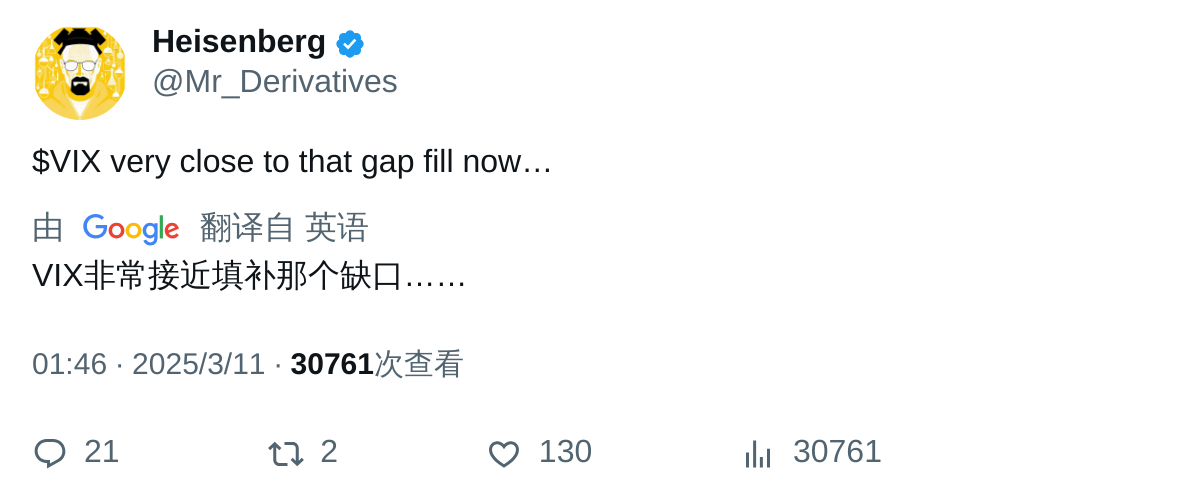 Heisenberg
@Mr_Derivatives
$VIX very close to that gap fill now…
由 Google 翻译自 英语
VIX非常接近填补那个缺口……
01:46 · 2025/3/11 · 30761次查看
21 2 130 30761